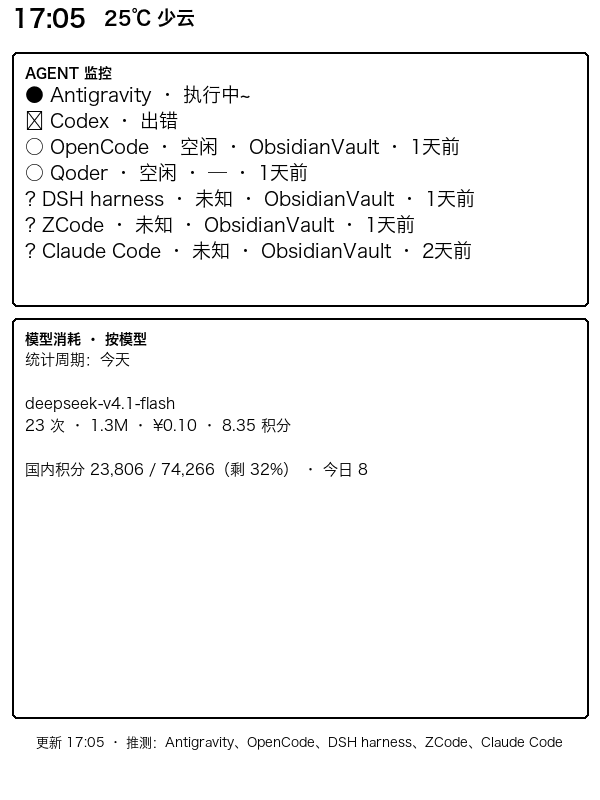 17:05 25℃ 少云
AGENT 监控
● Antigravity · 执行中~
☒ Codex · 出错
○ OpenCode · 空闲 · ObsidianVault · 1天前
○ Qoder · 空闲 · — · 1天前
? DSH harness · 未知 · ObsidianVault · 1天前
? ZCode · 未知 · ObsidianVault · 1天前
? Claude Code · 未知 · ObsidianVault · 2天前
模型消耗 · 按模型
统计周期：今天
deepseek-v4.1-flash
23 次 · 1.3M · ¥0.10 · 8.35 积分
国内积分 23,806 / 74,266（剩 32%） · 今日 8
更新 17:05 · 推测：Antigravity、OpenCode、DSH harness、ZCode、Claude Code